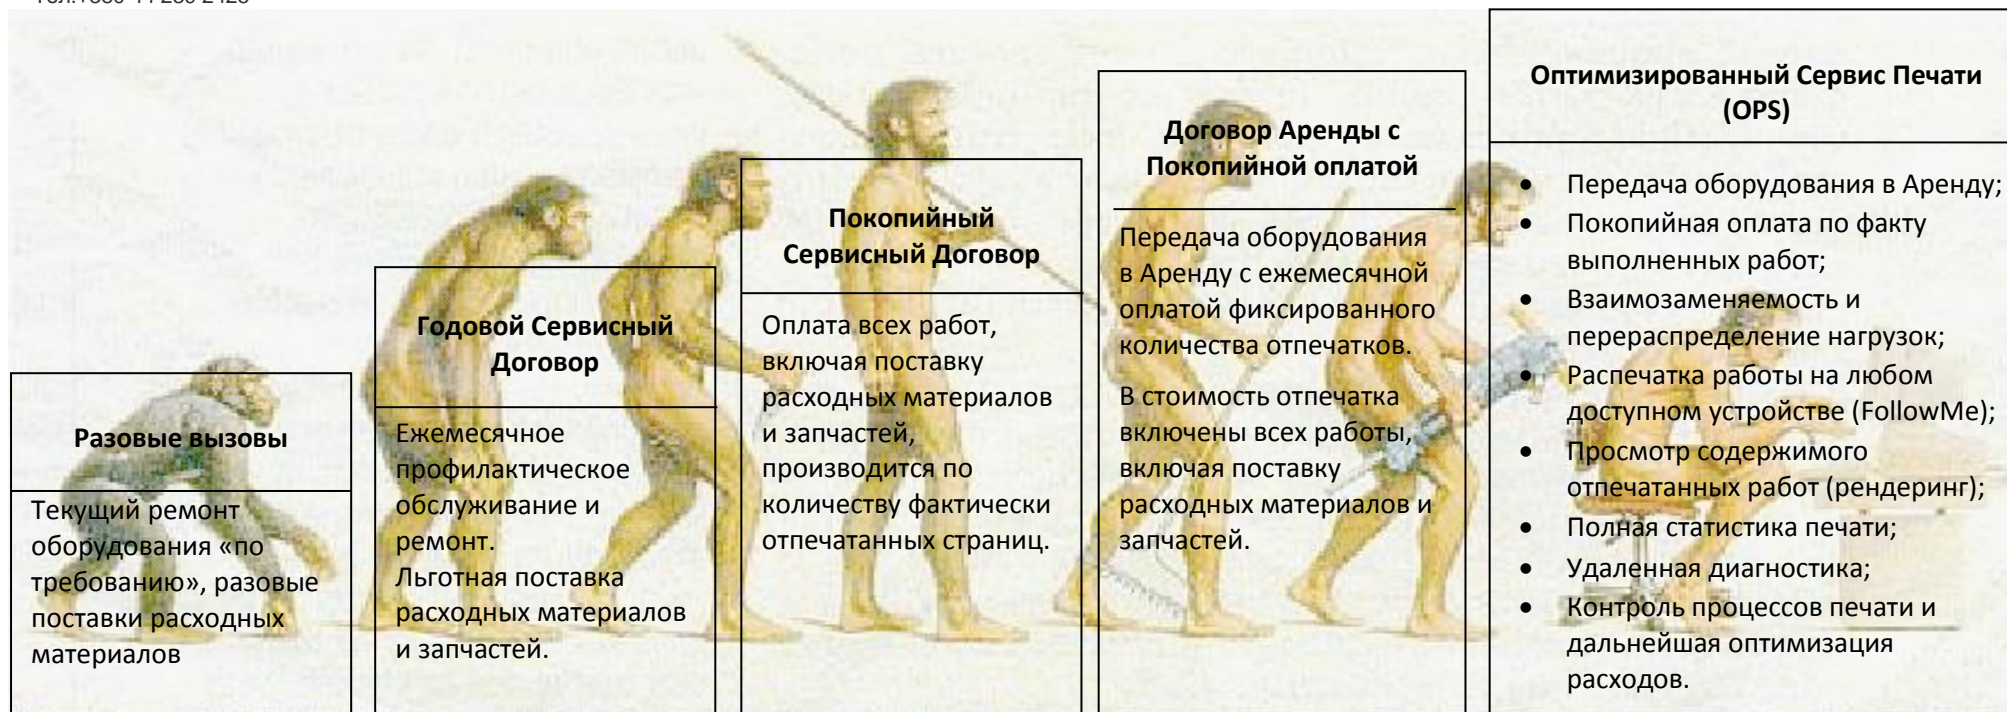 Разовые вызовы
Текущий ремонт
оборудования «по
требованию», разовые
поставки расходных
материалов
Годовой Сервисный
Договор
Ежемесячное
профилактическое
обслуживание и
ремонт.
Льготная поставка
расходных материалов
и запчастей.
Покопийный
Сервисный Договор
Оплата всех работ,
включая поставку
расходных материалов
и запчастей,
производится по
количеству фактически
отпечатанных страниц.
Договор Аренды с
Покопийной оплатой
Передача оборудования
в Аренду с ежемесячной
оплатой фиксированного
количества отпечатков.
В стоимость отпечатка
включены всех работы,
включая поставку
расходных материалов и
запчастей.
Оптимизированный Сервис Печати
(OPS)
• Передача оборудования в Аренду;
• Покопийная оплата по факту
выполненных работ;
• Взаимозаменяемость и
перераспределение нагрузок;
• Распечатка работы на любом
доступном устройстве (FollowMe);
• Просмотр содержимого
отпечатанных работ (рендеринг);
• Полная статистика печати;
• Удаленная диагностика;
• Контроль процессов печати и
дальнейшая оптимизация
расходов.